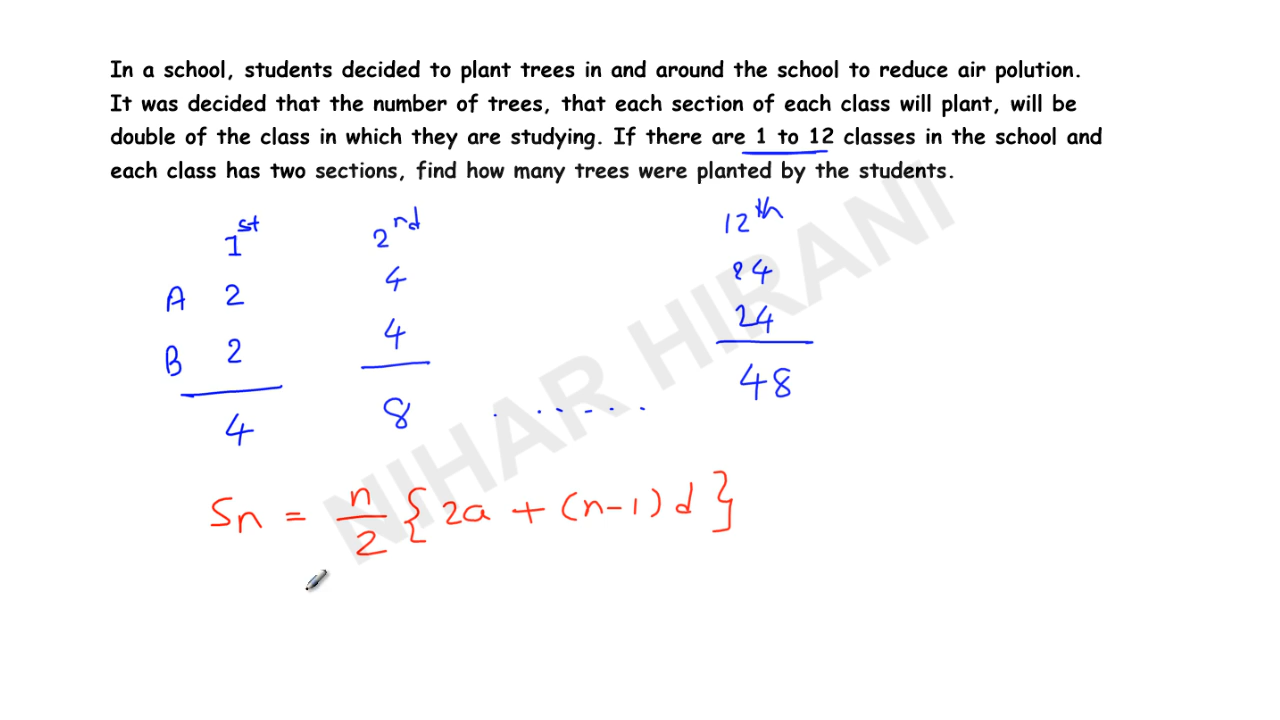 In a school, students decided to plant trees in and around the school to reduce air polution.
It was decided that the number of trees, that each section of each class will plant, will be
double of the class in which they are studying. If there are 1 to 12 classes in the school and
each class has two sections, find how many trees were planted by the students.
1st 2nd 12th
A 2 4 24
B 2 4 24
4 8 ....... 48
Sn = n/2 { 2a + (n-1) d }
NIHAR HIRANI